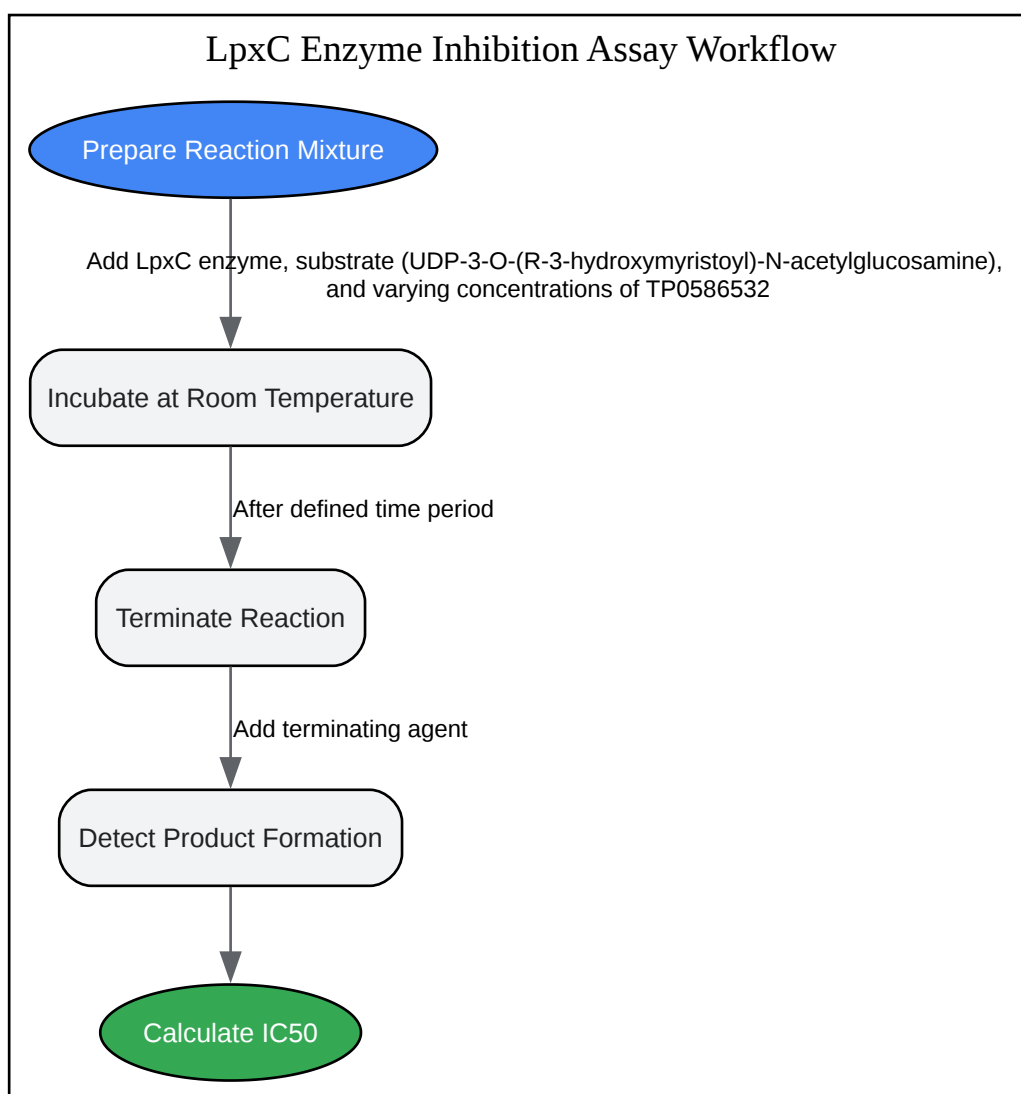 LpxC Enzyme Inhibition Assay Workflow
Prepare Reaction Mixture
Add LpxC enzyme, substrate (UDP-3-O-(R-3-hydroxymyristoyl)-N-acetylglucosamine),
and varying concentrations of TP0586532
Incubate at Room Temperature
After defined time period
Terminate Reaction
Add terminating agent
Detect Product Formation
Calculate IC50